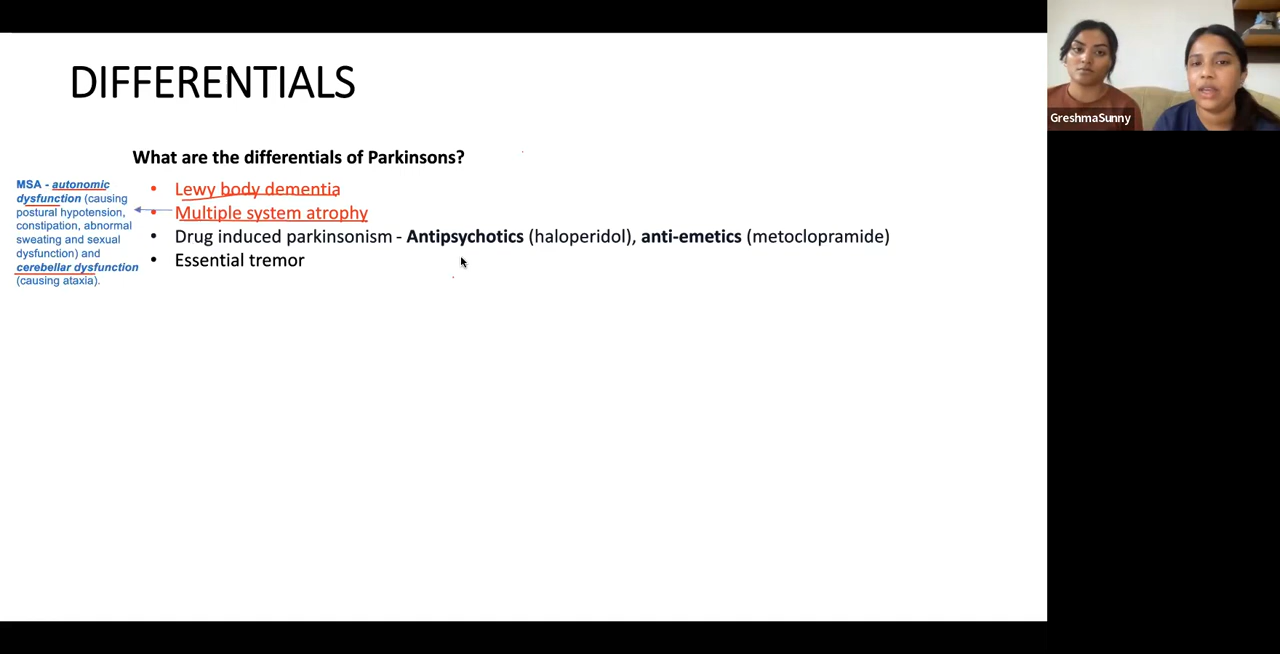 DIFFERENTIALS
What are the differentials of Parkinsons?
• Lewy body dementia
• Multiple system atrophy
• Drug induced parkinsonism - Antipsychotics (haloperidol), anti-emetics (metoclopramide)
• Essential tremor
MSA - autonomic
dysfunction (causing
postural hypotension,
constipation, abnormal
sweating and sexual
dysfunction) and
cerebellar dysfunction
(causing ataxia).
GreshmaSunny